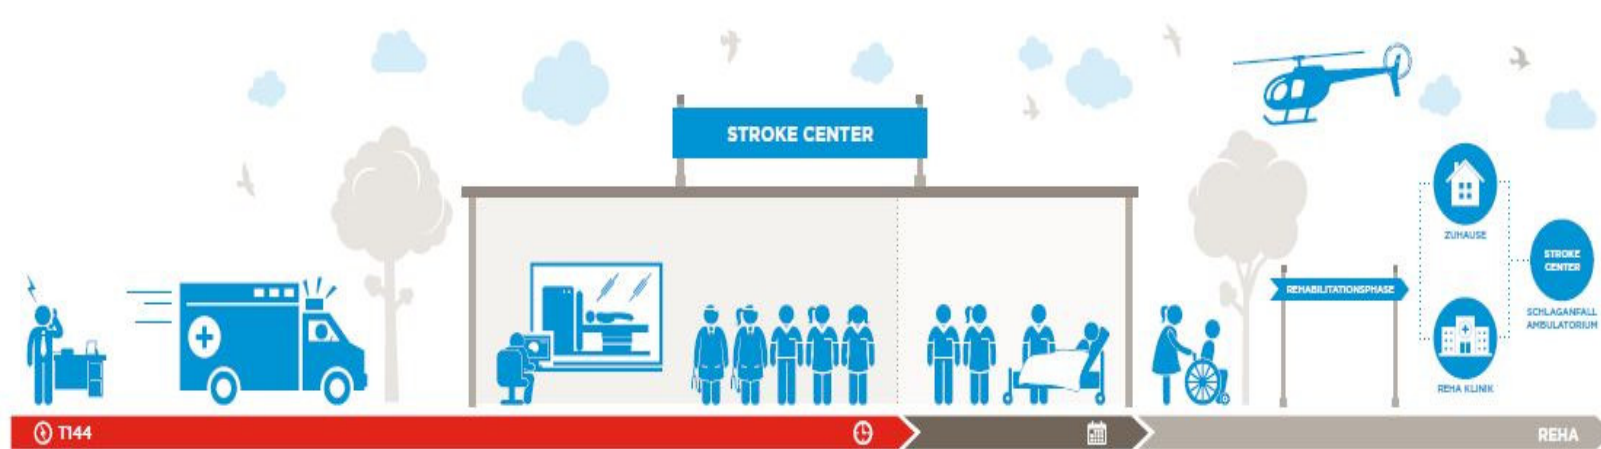 STROKE CENTER
REHABILITATIONSPHASE
ZUHAUSE
REHA KLINIK
STROKE
CENTER
SCHLAGANFALL
AMBULATORIUM
T144
REHA